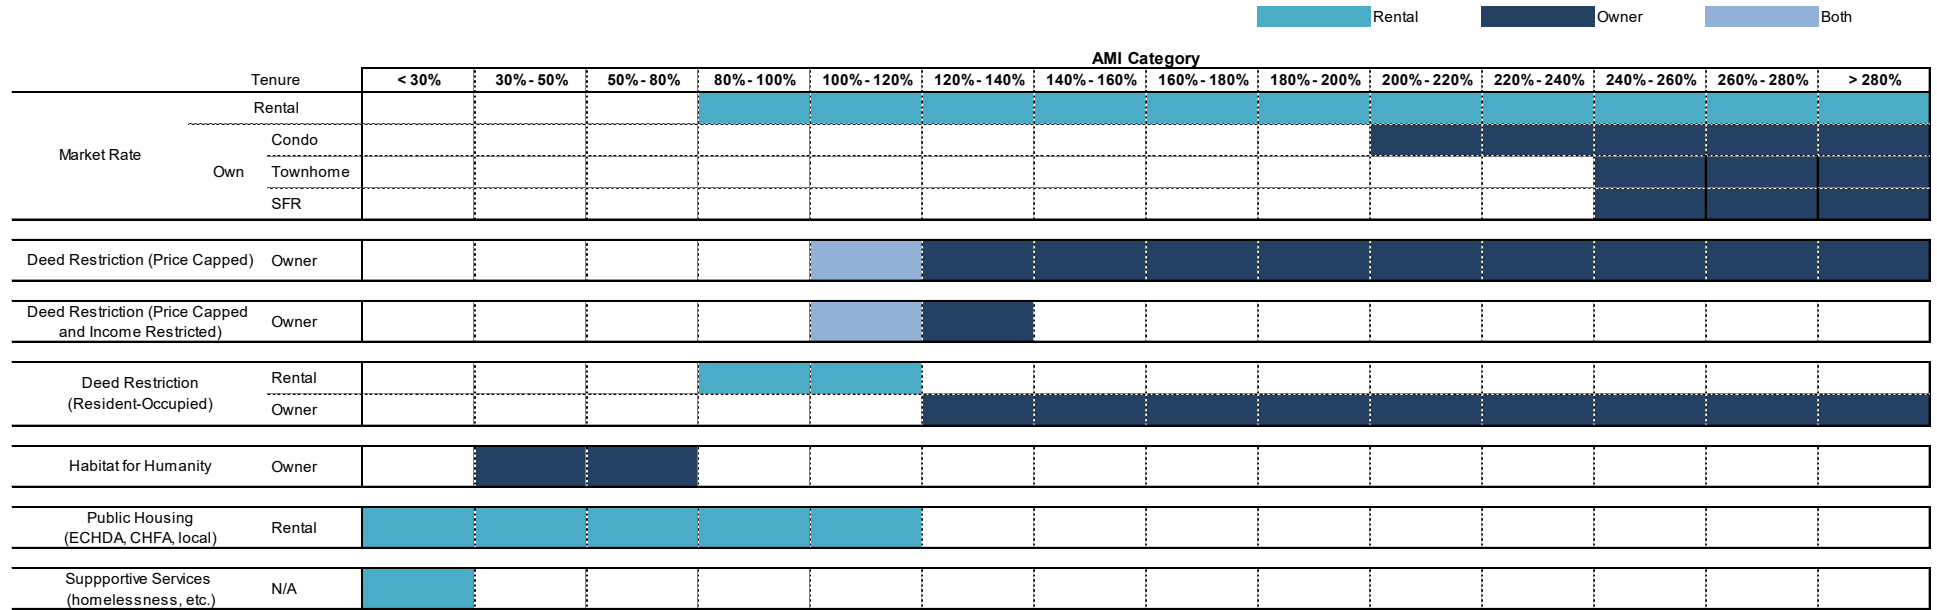 Rental Owner Both
AMI Category
Tenure < 30% 30% - 50% 50% - 80% 80% - 100% 100% - 120% 120% - 140% 140% - 160% 160% - 180% 180% - 200% 200% - 220% 220% - 240% 240% - 260% 260% - 280% > 280%
Rental
Condo
Market Rate
Own Townhome
SFR
Deed Restriction (Price Capped) Owner
Deed Restriction (Price Capped
and Income Restricted)
Owner
Deed Restriction
(Resident-Occupied)
Rental
Owner
Habitat for Humanity Owner
Public Housing
(ECHDA, CHFA, local)
Rental
Suppportive Services
(homelessness, etc.)
N/A